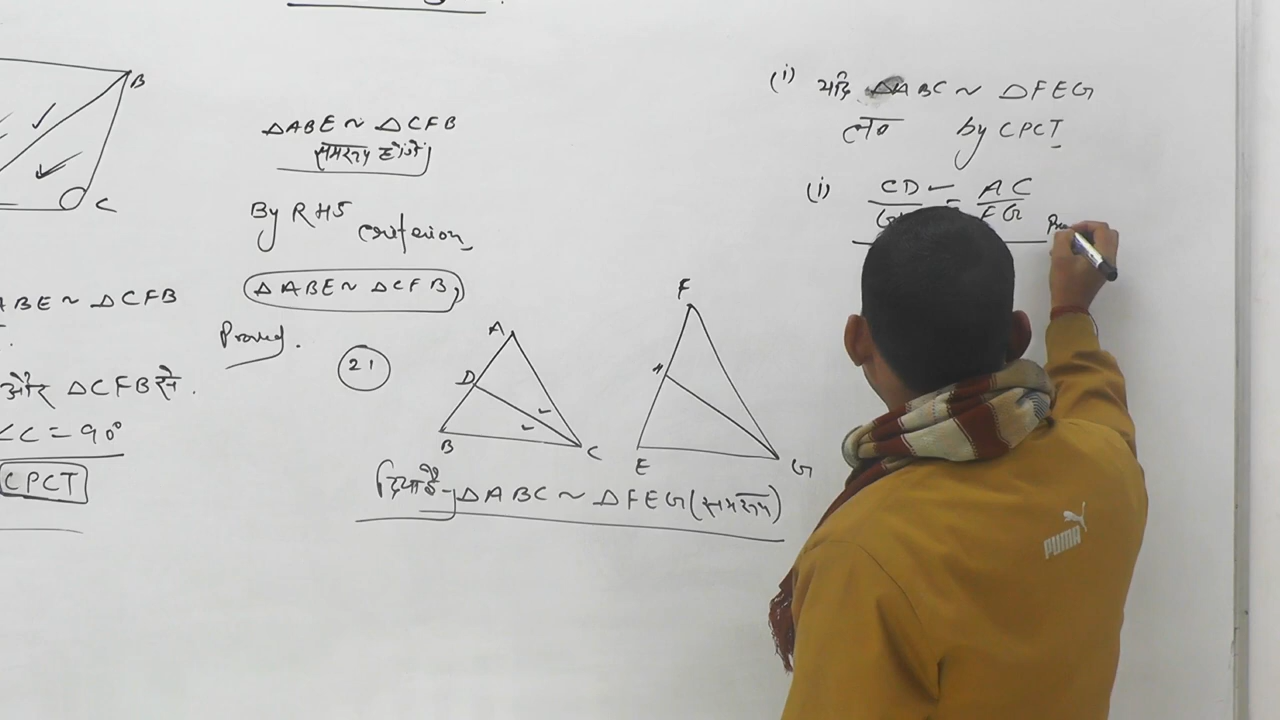 B
C
ABE ~ △CFB
और △CFB से.
∠C = 90°
CPCT
△ABE ~ △CFB
समरूप होंगे
By RHS
criterion
△ABE ~ △CFB
Proved.
21
A
D
B
C
F
H
E
G
दिया है- △ABC ~ △FEG (समरूप)
(i) यदि △ABC ~ △FEG
by CPCT
(i) CD = AC
FG
PUMA